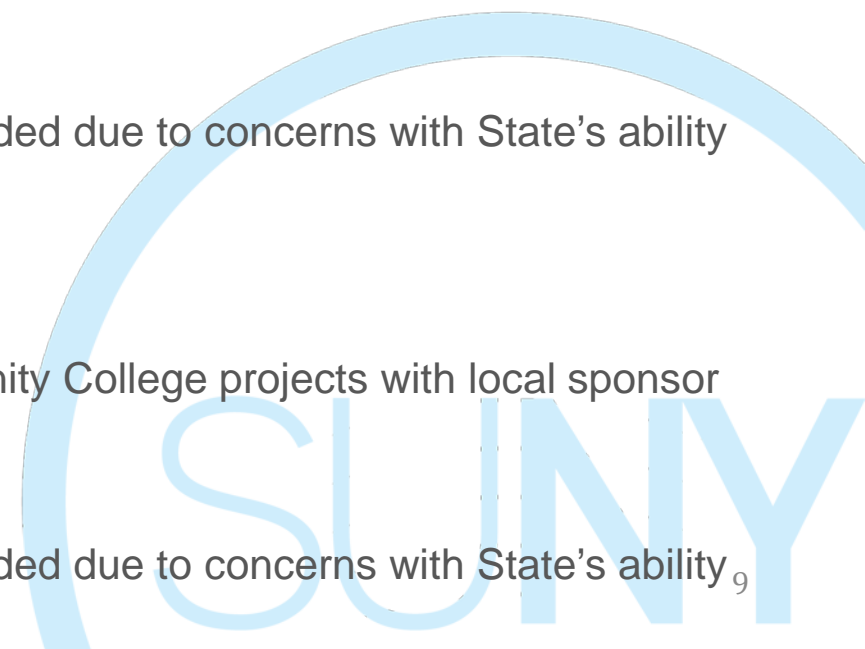 ded due to concerns with State's ability
nity College projects with local sponsor
SUNY
ded due to concerns with State's ability
9